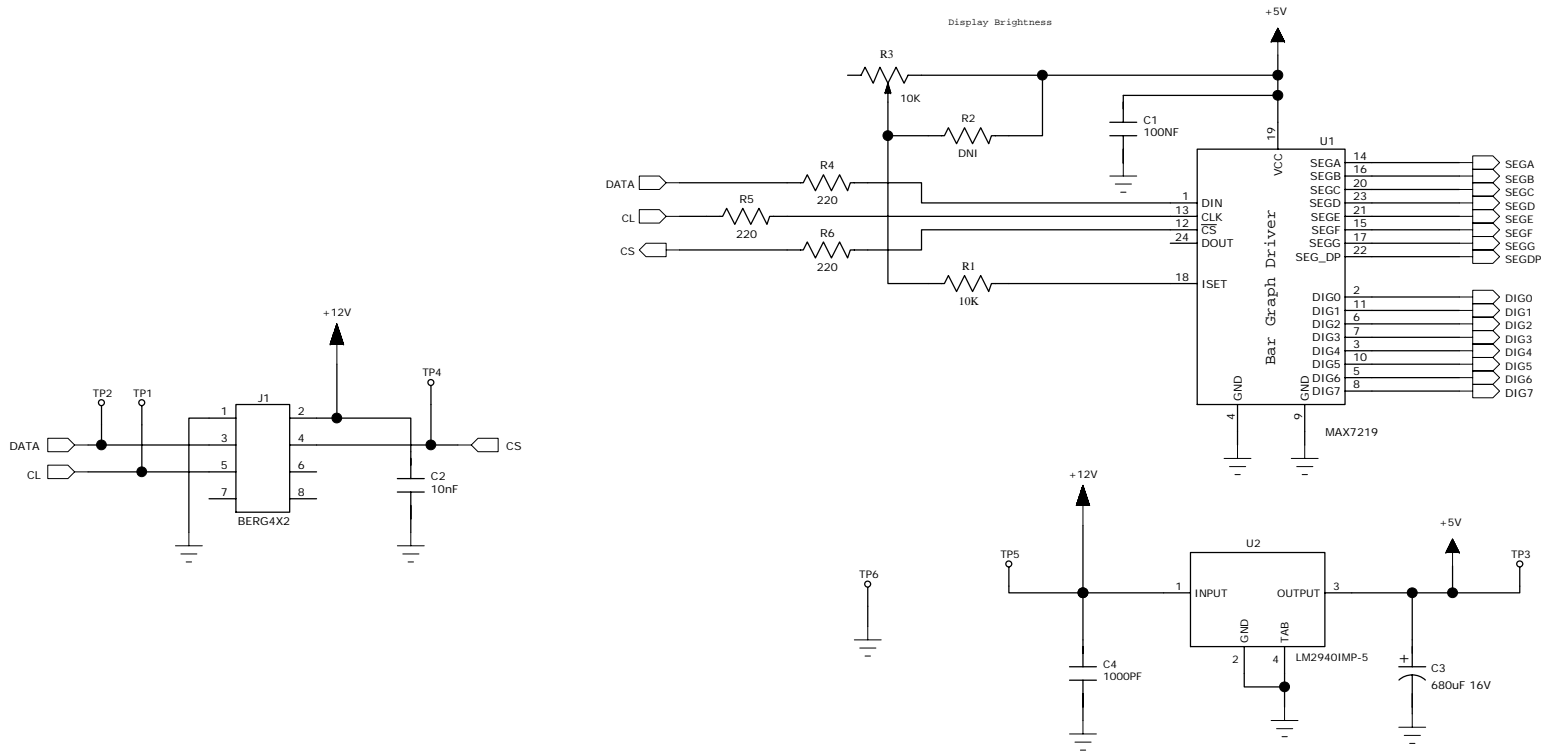 Display Brightness
+5V
R3
10K
R2
DNI
C1
100NF
19
VCC
U1
DATA
R4
220
CL
R5
220
CS
R6
220
R1
10K
1
DIN
13
CLK
12
CS
24
DOUT
18
ISET
Bar Graph Driver
SEGA
14
SEGA
SEGB
16
SEGB
SEGC
20
SEGC
SEGD
23
SEGD
SEGE
21
SEGE
SEGF
15
SEGF
SEGG
17
SEGG
SEG_DP
22
SEGDP
DIG0
2
DIG0
DIG1
11
DIG1
DIG2
6
DIG2
DIG3
7
DIG3
DIG4
3
DIG4
DIG5
10
DIG5
DIG6
5
DIG6
DIG7
8
DIG7
GND
4
GND
9
MAX7219
+12V
TP2
TP1
TP4
J1
1
2
DATA
3
4
CS
CL
5
6
7
8
BERG4X2
C2
10nF
TP6
+12V
TP5
U2
1
INPUT
OUTPUT
3
GND
TAB
2
4
LM2940IMP-5
+5V
TP3
C4
1000PF
+
C3
680uF 16V